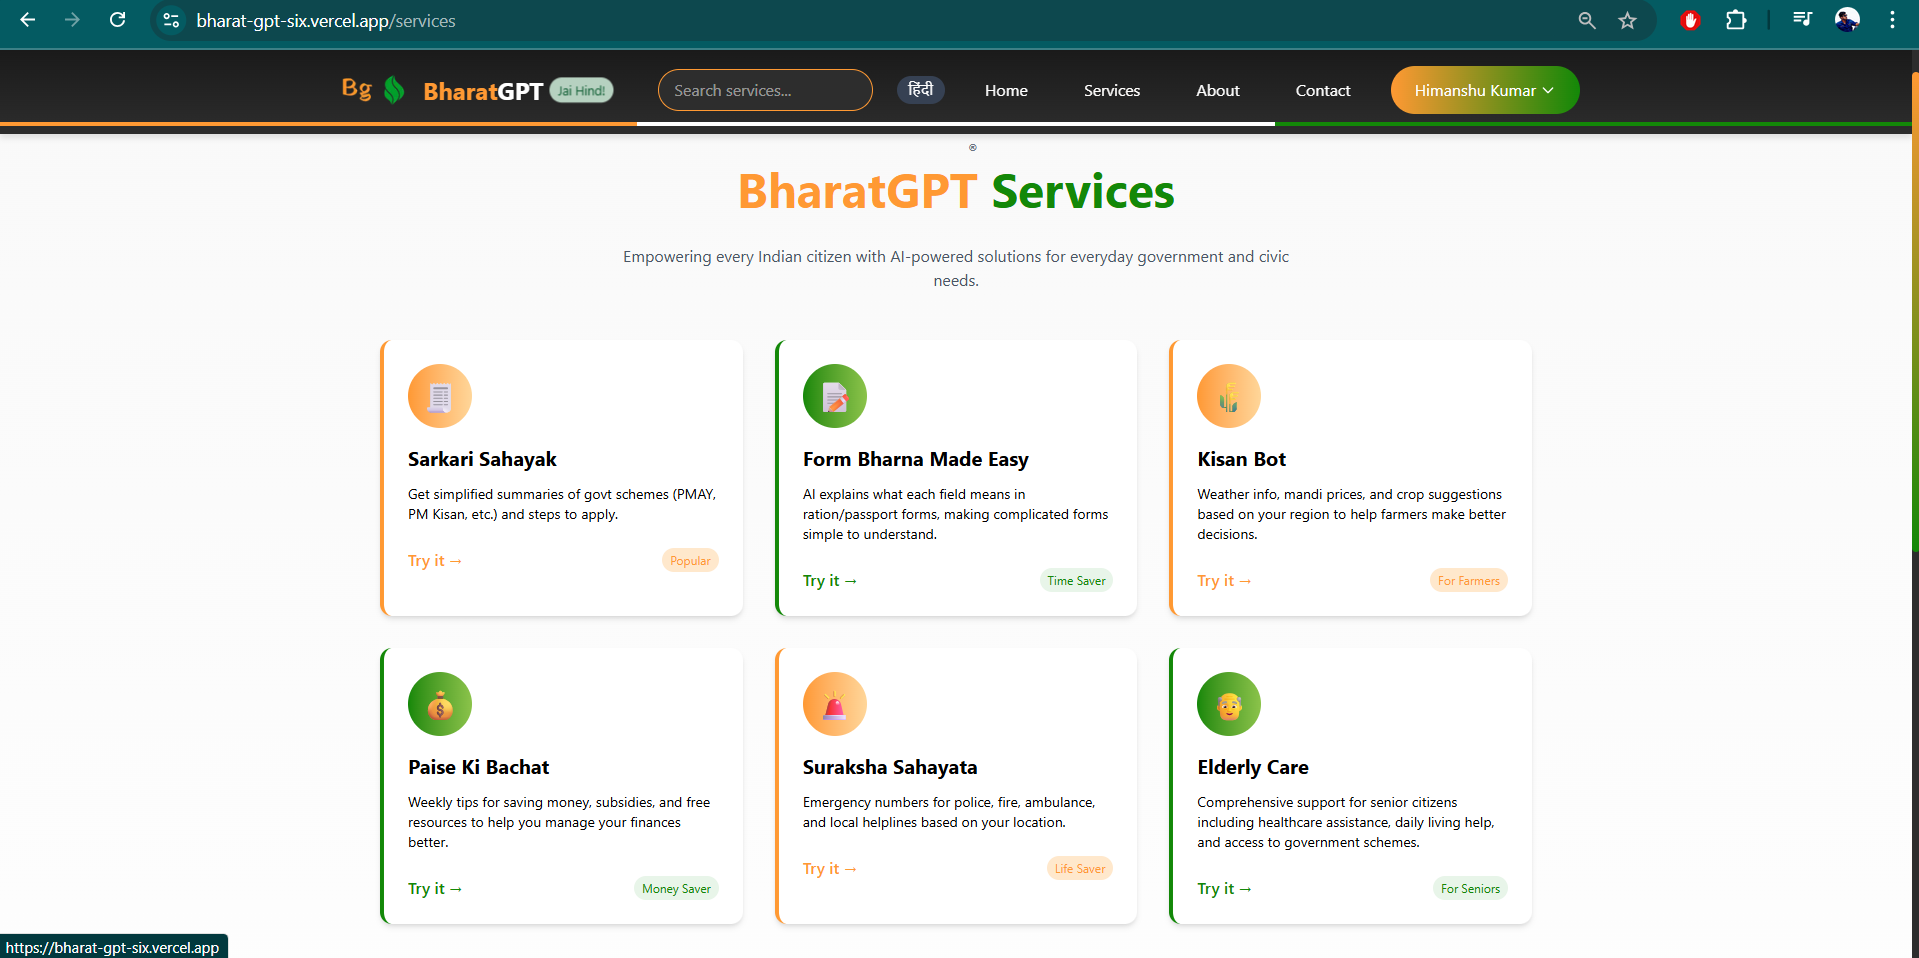 bharat-gpt-six.vercel.app/services
Bg BharatGPT Jai Hind! Search services... हिंदी Home Services About Contact Himanshu Kumar
®
BharatGPT Services
Empowering every Indian citizen with AI-powered solutions for everyday government and civic
needs.
Sarkari Sahayak
Get simplified summaries of govt schemes (PMAY,
PM Kisan, etc.) and steps to apply.
Try it →
Popular
Form Bharna Made Easy
AI explains what each field means in
ration/passport forms, making complicated forms
simple to understand.
Try it →
Time Saver
Kisan Bot
Weather info, mandi prices, and crop suggestions
based on your region to help farmers make better
decisions.
Try it →
For Farmers
Paise Ki Bachat
Weekly tips for saving money, subsidies, and free
resources to help you manage your finances
better.
Try it →
Money Saver
Suraksha Sahayata
Emergency numbers for police, fire, ambulance,
and local helplines based on your location.
Try it →
Life Saver
Elderly Care
Comprehensive support for senior citizens
including healthcare assistance, daily living help,
and access to government schemes.
Try it →
For Seniors
https://bharat-gpt-six.vercel.app